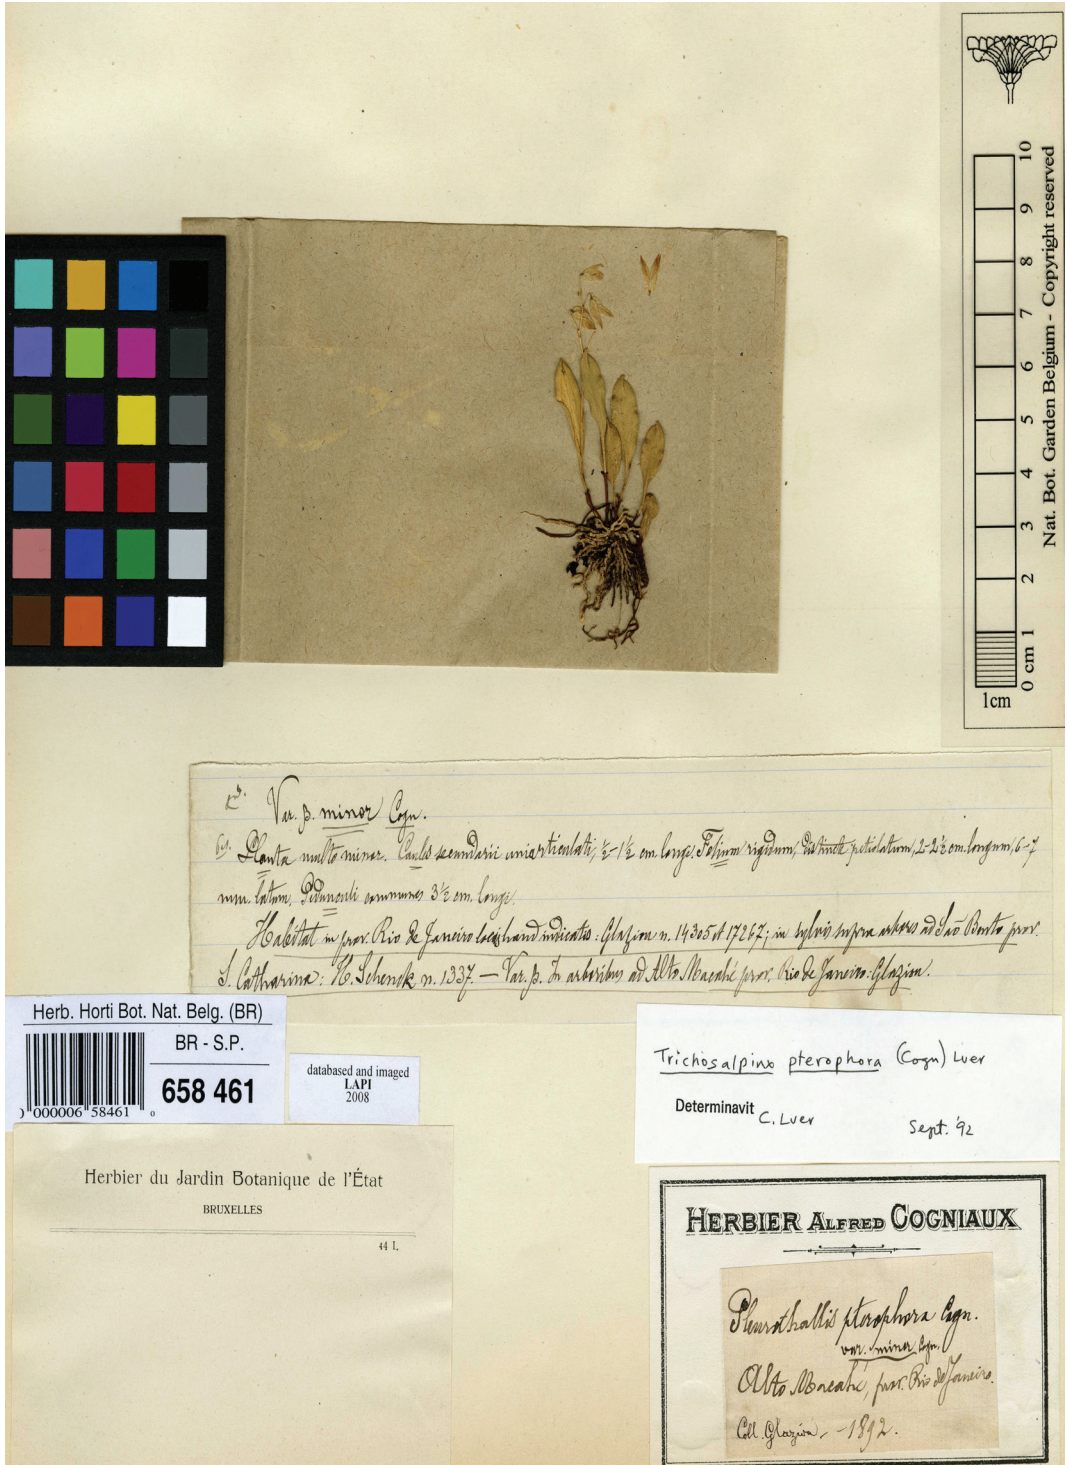 10
9
8
7
6
5
4
3
2
1
0 cm
1cm
Nat. Bot. Garden Belgium - Copyright reserved
Var. β. minor Cogn.
Planta multo minor. Caules secundarii uniarticulati, ½-1½ cm longi. Folium rigidum, distincte petiolatum, 2-2½ cm longum, 6-7
mm. latum. Pedunculi communes 3½ cm. longi.
Habitat in prov. Rio de Janeiro locis haud indicatis: Glaziou n. 14305 et 17267; in sylvis supra arbores ad São Bento prov.
S. Catharina: H. Schenck n. 1337. — Var. β. In arboribus ad Alto Macahé prov. Rio de Janeiro: Glaziou.
Herb. Horti Bot. Nat. Belg. (BR)
BR - S.P.
658 461
000006 58461 0
databased and imaged
LAPI
2008
Trichosalpinx pterophora (Cogn) Luer
Determinavit C. Luer
Sept. '92
Herbier du Jardin Botanique de l'État
BRUXELLES
44 I.
HERBIER ALFRED COGNIAUX
Pleurothallis pterophora Cogn.
var. minor Cogn.
Alto Macahé, prov. Rio de Janeiro.
Coll. Glaziou. - 1892.